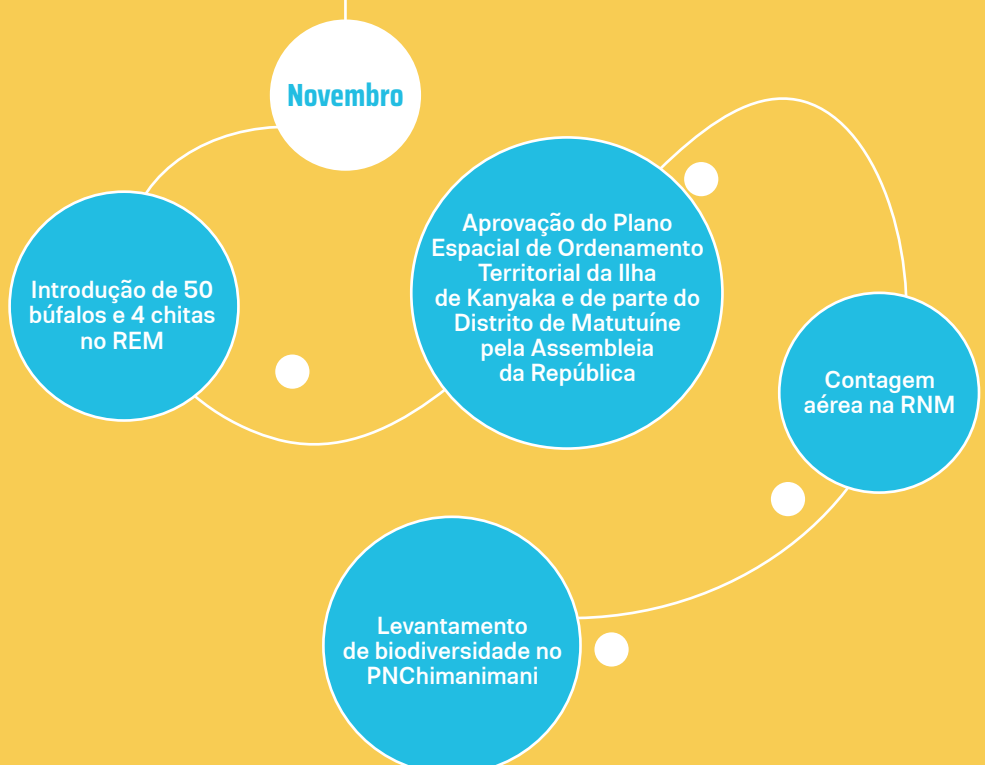 Novembro
Introdução de 50
búfalos e 4 chitas
no REM
Aprovação do Plano
Espacial de Ordenamento
Territorial da Ilha
de Kanyaka e de parte do
Distrito de Matutuíne
pela Assembleia
da República
Contagem
aérea na RNM
Levantamento
de biodiversidade no
PNChimanimani